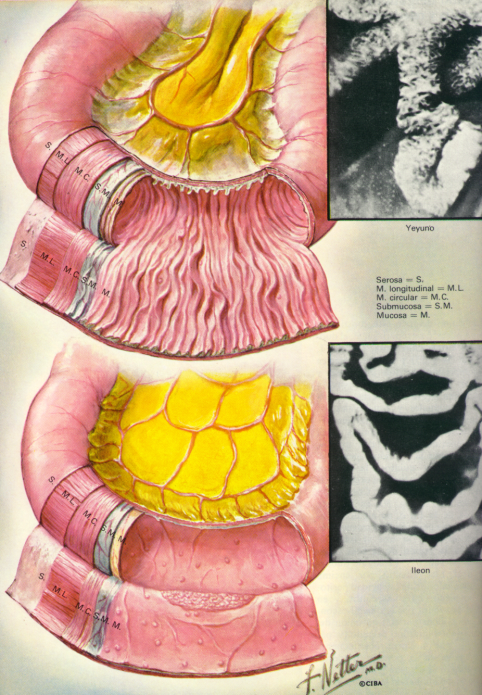 S. M.L. M.C. S.M. M.
S. M.L. M.C. S.M. M.
Yeyuno
Serosa = S.
M. longitudinal = M.L.
M. circular = M.C.
Submucosa = S.M.
Mucosa = M.
S. M.L. M.C. S.M. M.
S. M.L. M.C. S.M. M.
Ileon
F. Netter M.D.
©CIBA